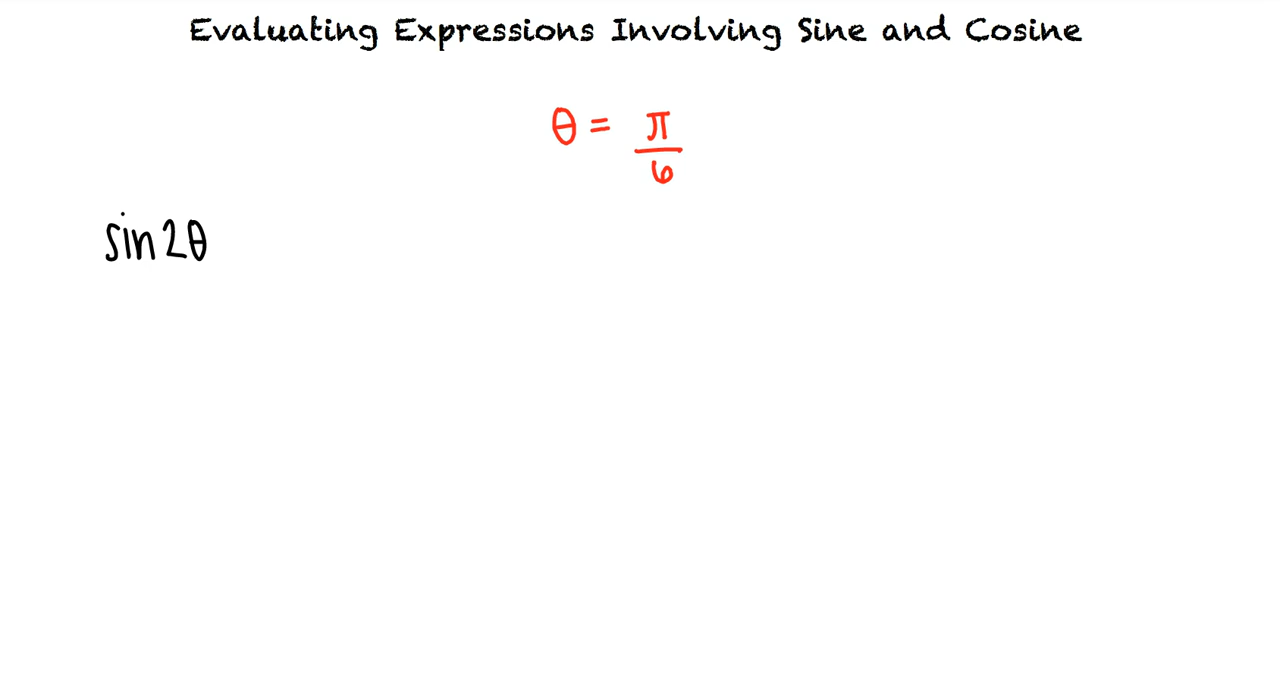 Evaluating Expressions Involving Sine and Cosine
θ = π/6
sin 2θ